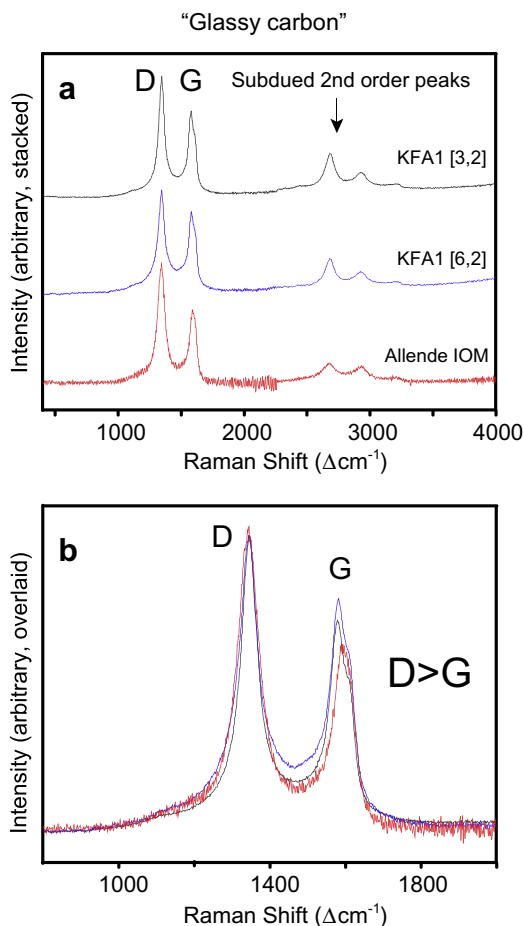 "Glassy carbon"
a
D
G
Subdued 2nd order peaks
KFA1 [3,2]
KFA1 [6,2]
Allende IOM
Intensity (arbitrary, stacked)
1000 2000 3000 4000
Raman Shift (Δcm⁻¹)
b
D
G
D>G
Intensity (arbitrary, overlaid)
1000 1400 1800
Raman Shift (Δcm⁻¹)